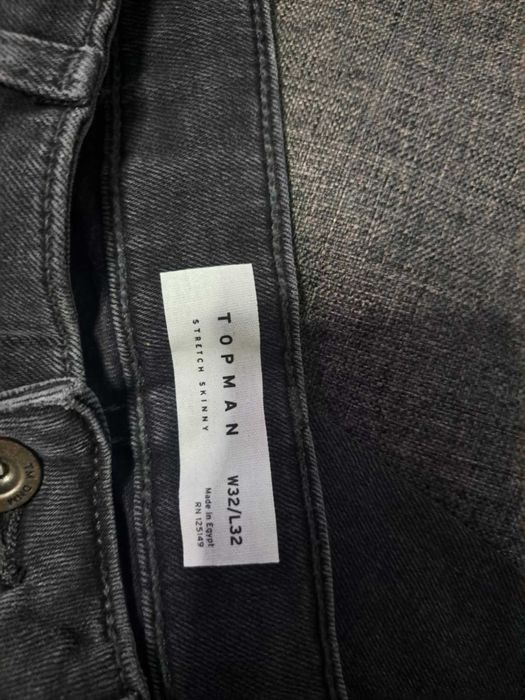 TOPMAN
STRETCH SKINNY
W32/L32
Made in Egypt
RN 125149